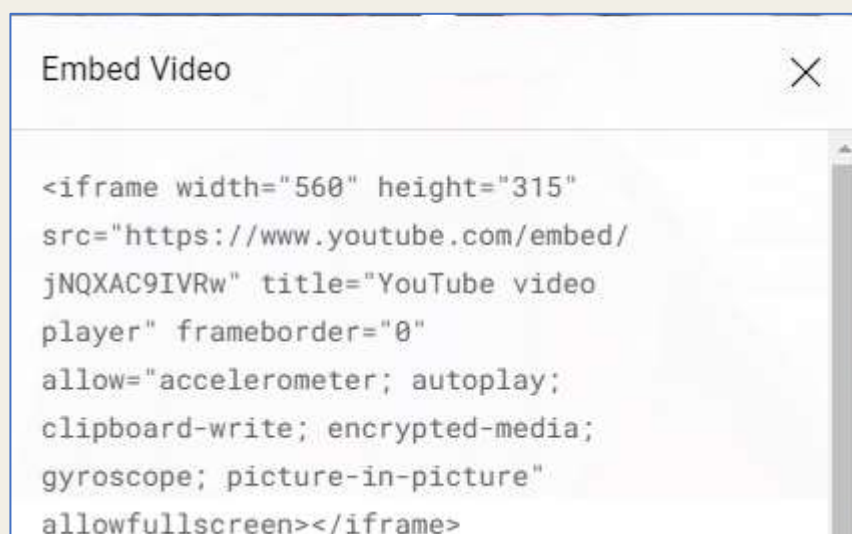 Embed Video
<iframe width="560" height="315"
src="https://www.youtube.com/embed/
jNQXAC9IVRw" title="YouTube video
player" frameborder="0"
allow="accelerometer; autoplay;
clipboard-write; encrypted-media;
gyroscope; picture-in-picture"
allowfullscreen></iframe>